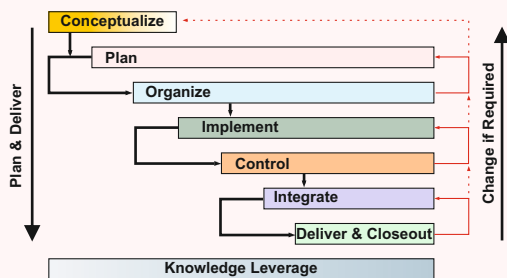 Conceptualize
Plan
Organize
Implement
Control
Integrate
Deliver & Closeout
Knowledge Leverage
Plan & Deliver
Change if Required